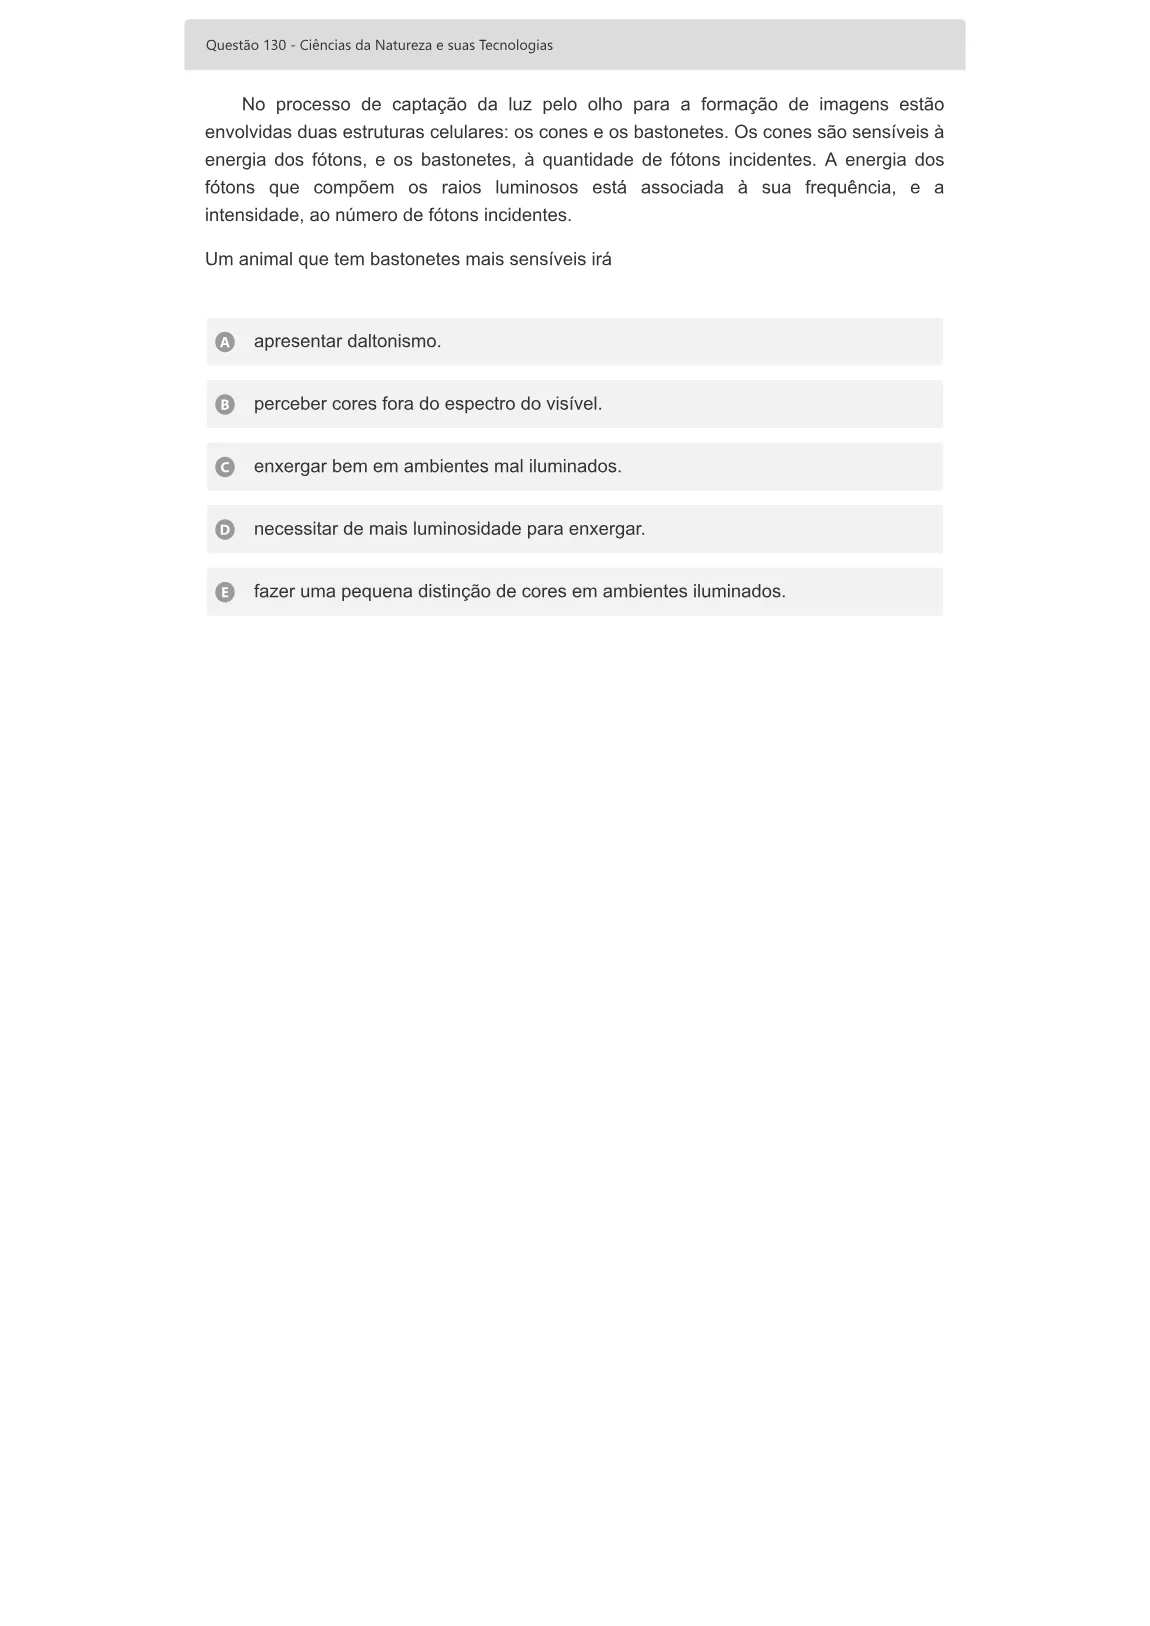 Questão 130 - Ciências da Natureza e suas Tecnologias
No processo de captação da luz pelo olho para a formação de imagens estão
envolvidas duas estruturas celulares: os cones e os bastonetes. Os cones são sensíveis à
energia dos fótons, e os bastonetes, à quantidade de fótons incidentes. A energia dos
fótons que compõem os raios luminosos está associada à sua frequência, e a
intensidade, ao número de fótons incidentes.
Um animal que tem bastonetes mais sensíveis irá
A apresentar daltonismo.
B perceber cores fora do espectro do visível.
C enxergar bem em ambientes mal iluminados.
D necessitar de mais luminosidade para enxergar.
E fazer uma pequena distinção de cores em ambientes iluminados.